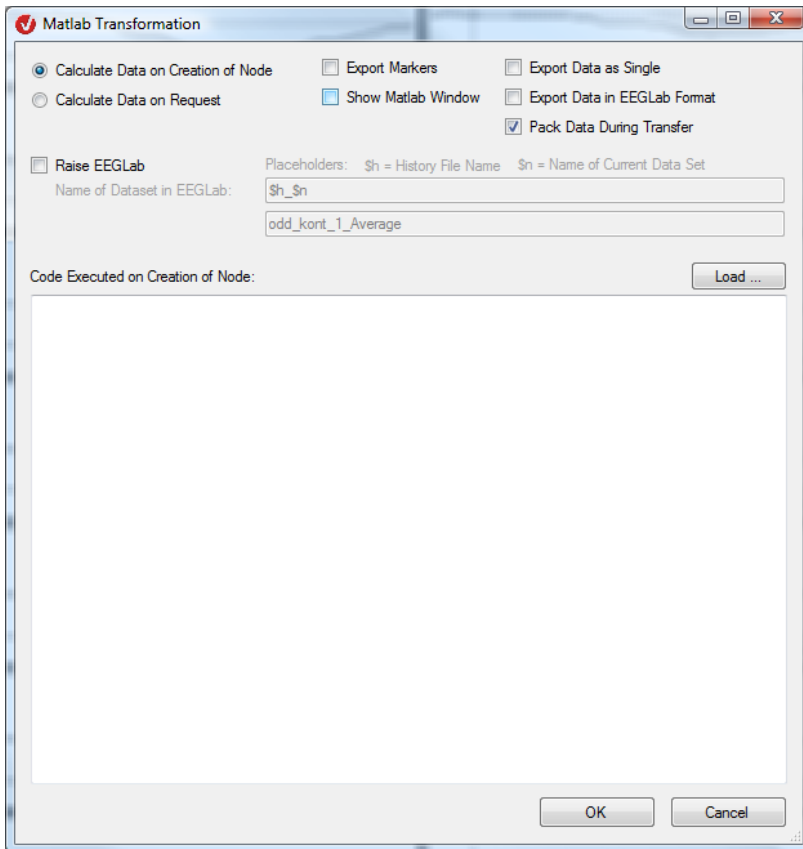 Matlab Transformation
Calculate Data on Creation of Node
Export Markers
Export Data as Single
Calculate Data on Request
Show Matlab Window
Export Data in EEGLab Format
Pack Data During Transfer
Raise EEGLab
Placeholders: $h = History File Name $n = Name of Current Data Set
Name of Dataset in EEGLab:
$h_$n
odd_kont_1_Average
Code Executed on Creation of Node:
Load ...
OK
Cancel